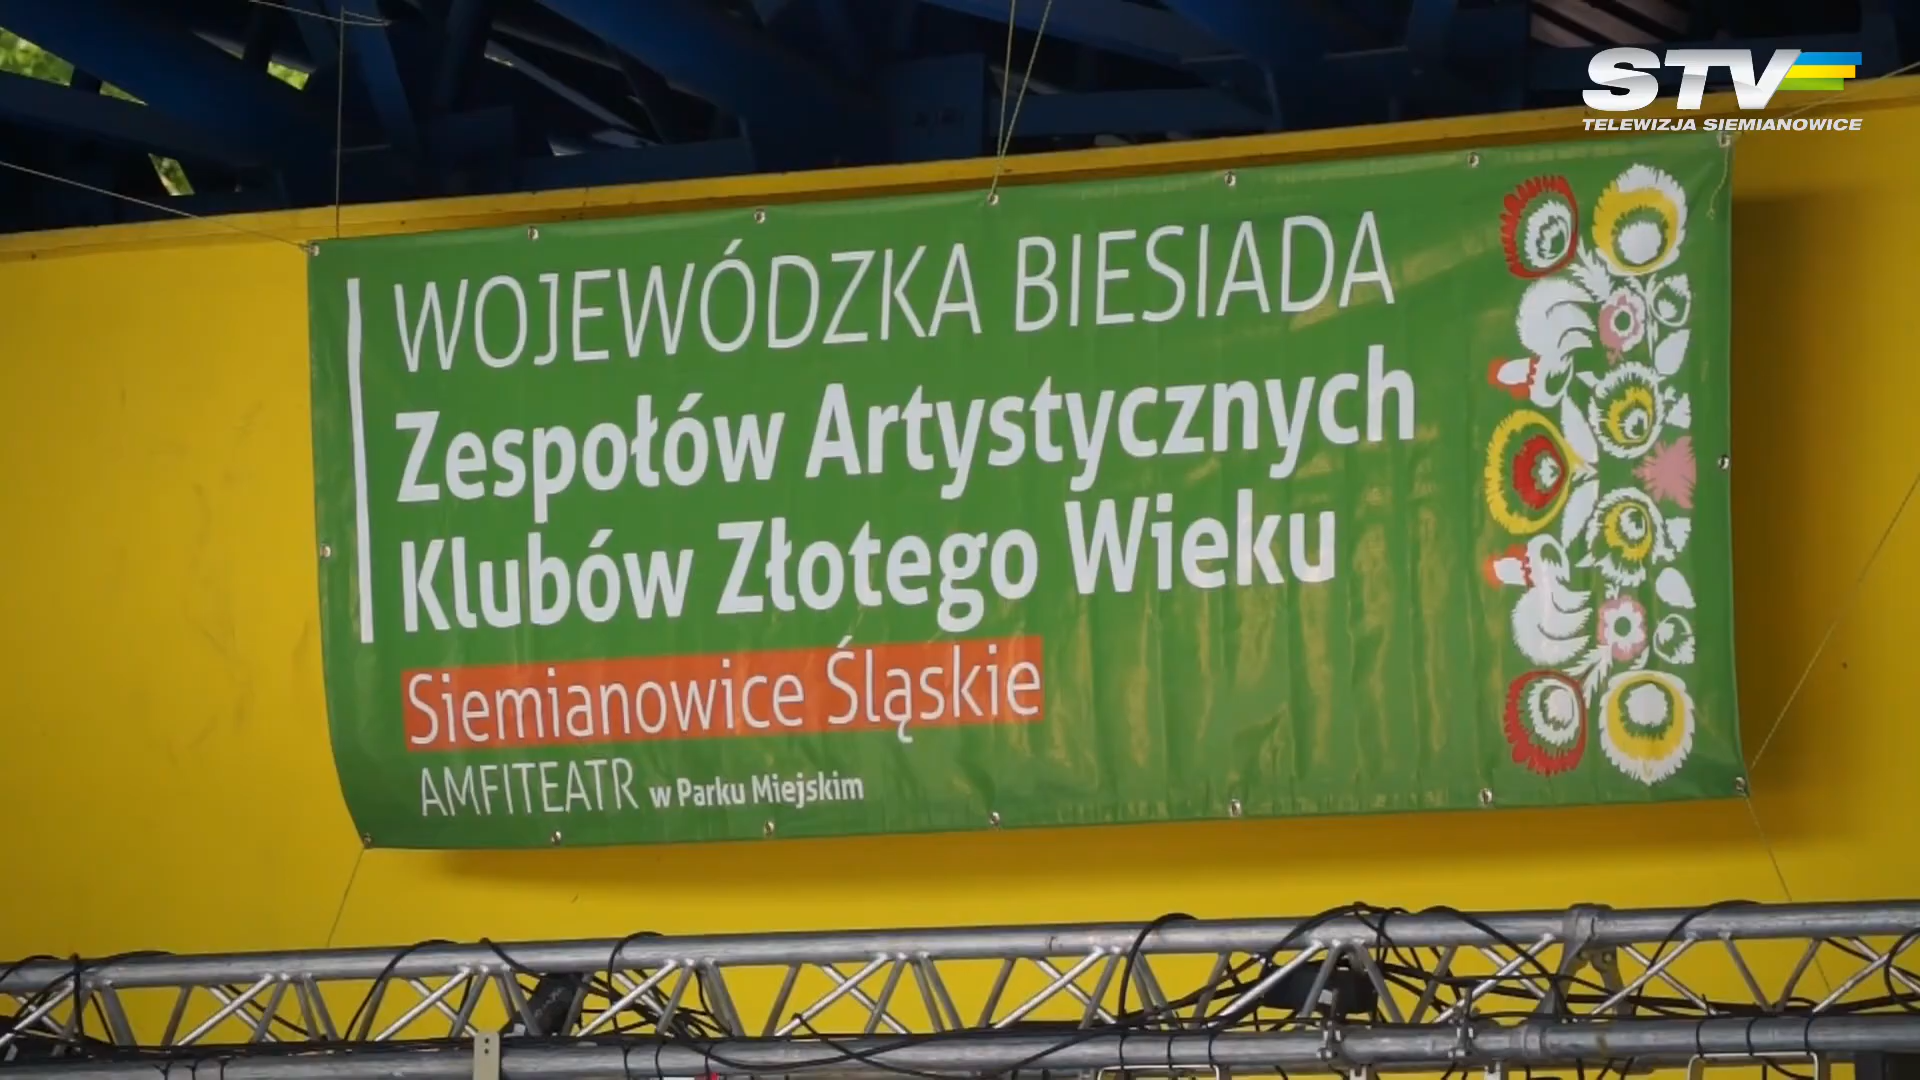 STV
TELEWIZJA SIEMIANOWICE
WOJEWÓDZKA BIESIADA
Zespołów Artystycznych
Klubów Złotego Wieku
Siemianowice Śląskie
AMFITEATR w Parku Miejskim